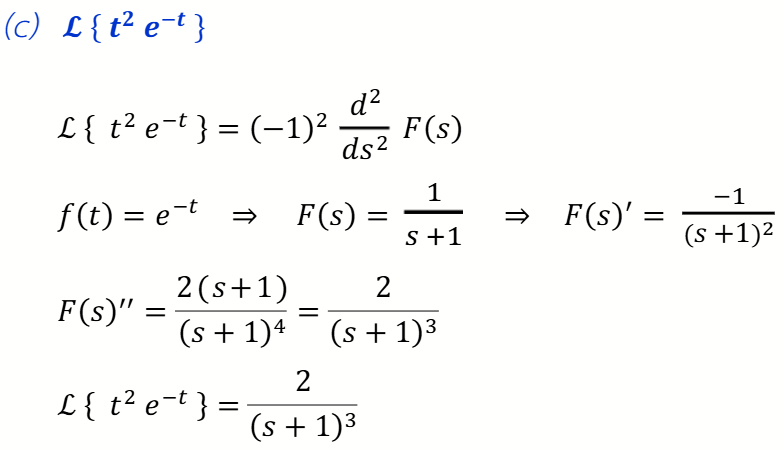 (c) ℒ { t² e⁻ᵗ }
ℒ { t² e⁻ᵗ } = (−1)² d²/ds² F(s)
f(t) = e⁻ᵗ ⇒ F(s) = 1/(s+1) ⇒ F(s)′ = −1/(s+1)²
F(s)″ = 2(s+1)/(s + 1)⁴ = 2/(s + 1)³
ℒ { t² e⁻ᵗ } = 2/(s + 1)³